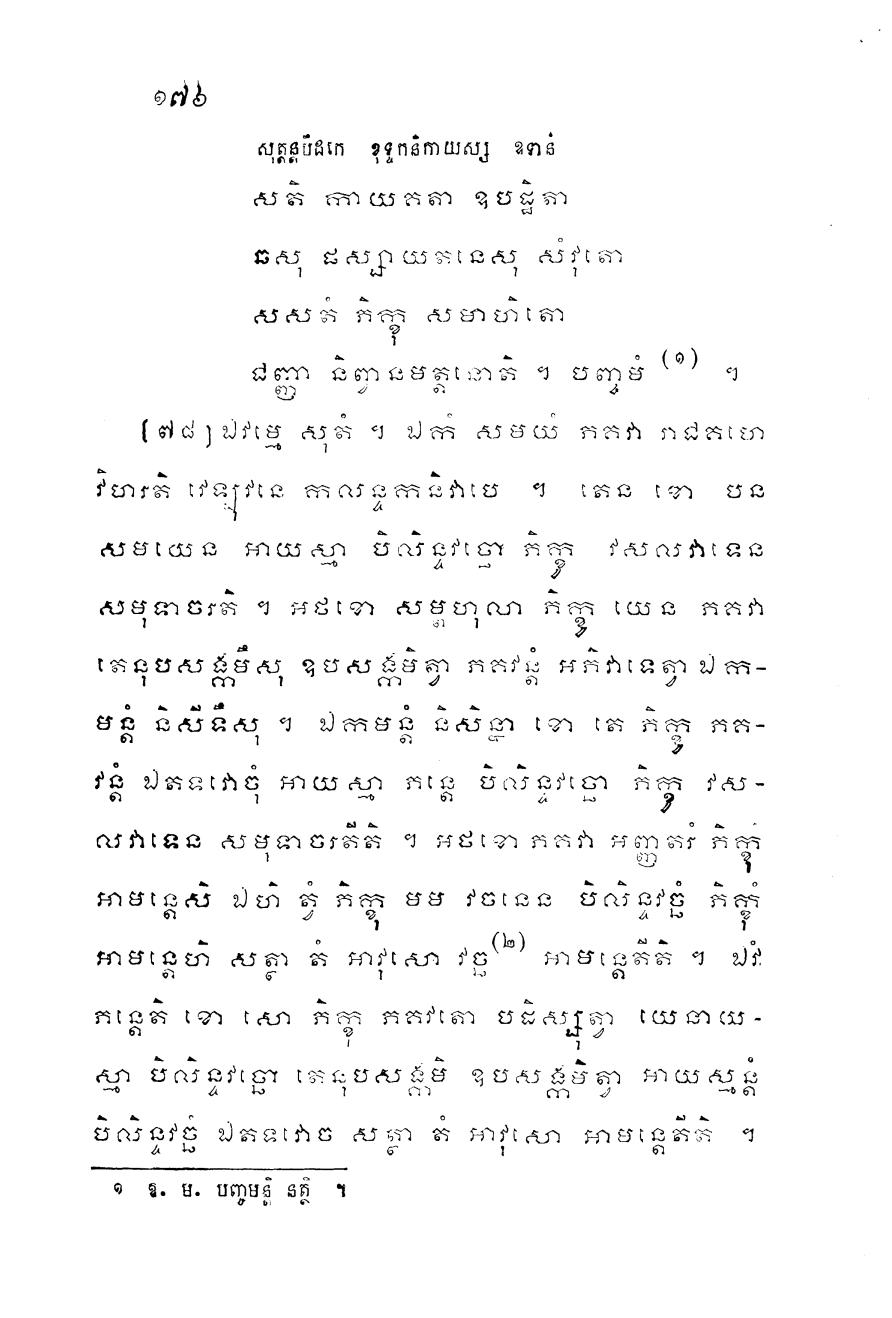 ១៧៦
សុត្តន្តបិដកេ ខុទ្ទកនិកាយស្ស ឧទានំ
សតិ កាយគតា ឧបដ្ឋិតា
ឆសុ ផស្សាយតនេសុ សំវុតោ
សសតំ ភិក្ខុ សមាហិតោ
ជញ្ញា និព្វានមត្តនោតិ ។ បញ្ចមំ (១) ។
[៧៨] ឯវម្មេ សុតំ ។ ឯកំ សមយំ ភគវា រាជគហេ
វិហរតិ វេឡុវនេ កលន្ទកនិវាបេ ។ តេន ខោ បន
សមយេន អាយស្មា បិលិន្ទវច្ឆោ ភិក្ខូ វសលវាទេន
សមុទាចរតិ ។ អថខោ សម្ពហុលា ភិក្ខូ យេន ភគវា
តេនុបសង្កមឹសុ ឧបសង្កមិត្វា ភគវន្តំ អភិវាទេត្វា ឯក-
មន្តំ និសីទឹសុ ។ ឯកមន្តំ និសិន្នា ខោ តេ ភិក្ខូ ភគ-
វន្តំ ឯតទវោចុំ អាយស្មា ភន្តេ បិលិន្ទវច្ឆោ ភិក្ខូ វស-
លវាទេន សមុទាចរតីតិ ។ អថខោ ភគវា អញ្ញតរំ ភិក្ខុំ
អាមន្តេសិ ឯហិ ត្វំ ភិក្ខុ មម វចនេន បិលិន្ទវច្ឆំ ភិក្ខុំ
អាមន្តេហិ សត្ថា តំ អាវុសោ វច្ឆ (២) អាមន្តេតីតិ ។ ឯវំ
ភន្តេតិ ខោ សោ ភិក្ខុ ភគវតោ បដិស្សុត្វា យេនាយ-
ស្មា បិលិន្ទវច្ឆោ តេនុបសង្កមិ ឧបសង្កមិត្វា អាយស្មន្តំ
បិលិន្ទវច្ឆំ ឯតទវោច សត្ថា តំ អាវុសោ អាមន្តេតីតិ ។
១ ឱ. ម. បញ្ចមន្តិ នត្ថិ ។